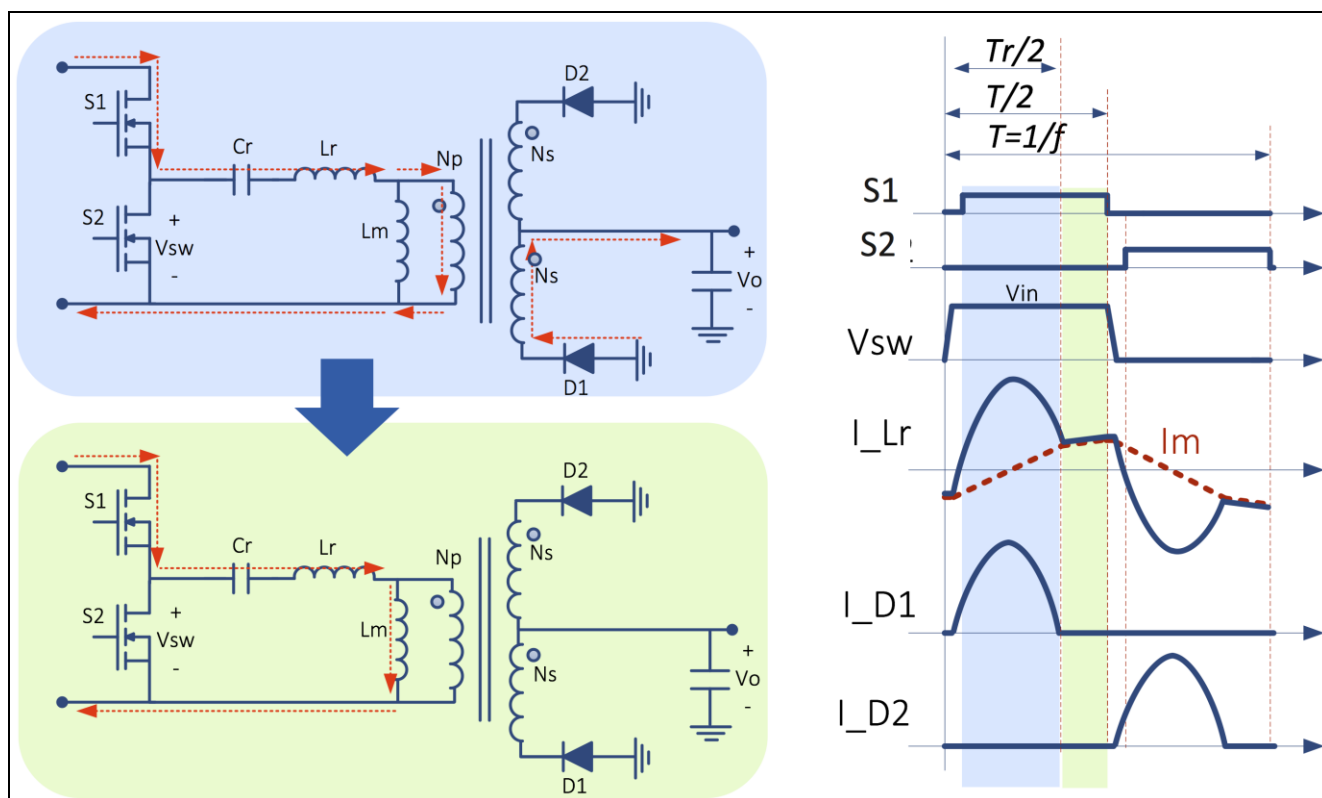 D2
S1
Cr
Lr
Np
Ns
S2
+
Vsw
-
Lm
Ns
+
Vo
-
D1
D2
S1
Cr
Lr
Np
Ns
S2
+
Vsw
-
Lm
Ns
+
Vo
-
D1
Tr/2
T/2
T=1/f
S1
S2
Vin
Vsw
I_Lr
Im
I_D1
I_D2